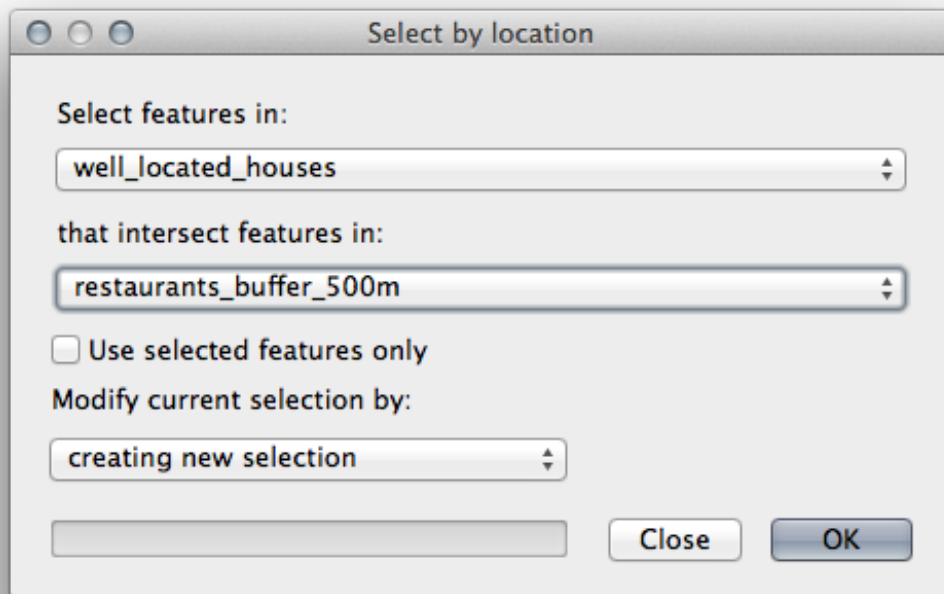 Select by location
Select features in:
well_located_houses
that intersect features in:
restaurants_buffer_500m
Use selected features only
Modify current selection by:
creating new selection
Close OK